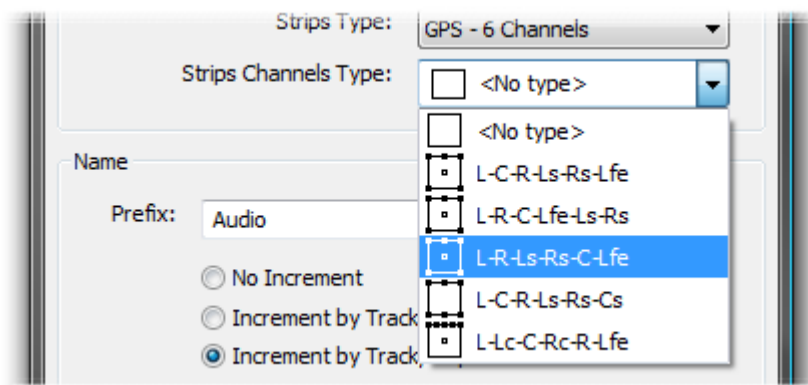 Strips Type: GPS - 6 Channels
Strips Channels Type: <No type>
<No type>
L-C-R-Ls-Rs-Lfe
L-R-C-Lfe-Ls-Rs
L-R-Ls-Rs-C-Lfe
L-C-R-Ls-Rs-Cs
L-Lc-C-Rc-R-Lfe
Name
Prefix: Audio
No Increment
Increment by Track
Increment by Track,